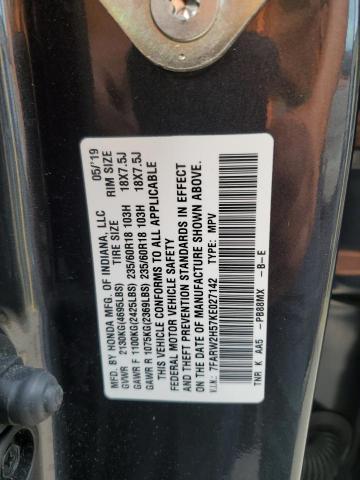 MFD. BY HONDA MFG. OF INDIANA, LLC 05/'19
TIRE SIZE RIM SIZE
GVWR 2130KG(4695LBS)
GAWR F 1100KG(2425LBS) 235/60R18 103H 18X7.5J
GAWR R 1075KG(2369LBS) 235/60R18 103H 18X7.5J
THIS VEHICLE CONFORMS TO ALL APPLICABLE
FEDERAL MOTOR VEHICLE SAFETY
AND THEFT PREVENTION STANDARDS IN EFFECT
ON THE DATE OF MANUFACTURE SHOWN ABOVE.
V.I.N.: 7FARW2H57KE027142 TYPE: MPV
TNR K AA5 -PB88MX -B-E